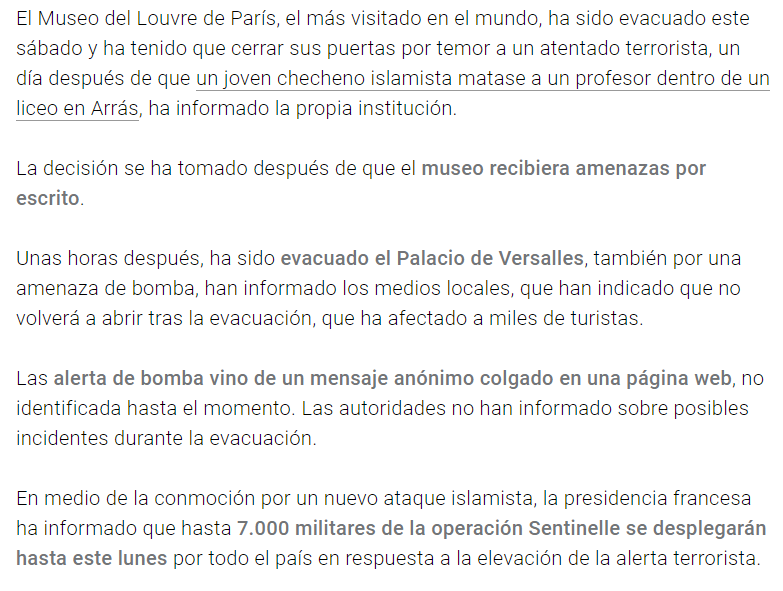 El Museo del Louvre de París, el más visitado en el mundo, ha sido evacuado este
sábado y ha tenido que cerrar sus puertas por temor a un atentado terrorista, un
día después de que un joven checheno islamista matase a un profesor dentro de un
liceo en Arrás, ha informado la propia institución.
La decisión se ha tomado después de que el museo recibiera amenazas por
escrito.
Unas horas después, ha sido evacuado el Palacio de Versalles, también por una
amenaza de bomba, han informado los medios locales, que han indicado que no
volverá a abrir tras la evacuación, que ha afectado a miles de turistas.
Las alerta de bomba vino de un mensaje anónimo colgado en una página web, no
identificada hasta el momento. Las autoridades no han informado sobre posibles
incidentes durante la evacuación.
En medio de la conmoción por un nuevo ataque islamista, la presidencia francesa
ha informado que hasta 7.000 militares de la operación Sentinelle se desplegarán
hasta este lunes por todo el país en respuesta a la elevación de la alerta terrorista.